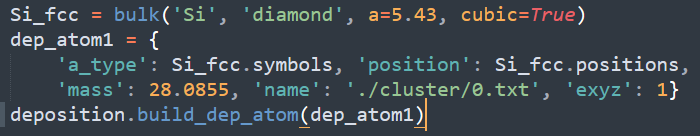 Si_fcc = bulk('Si', 'diamond', a=5.43, cubic=True)
dep_atom1 = {
    'a_type': Si_fcc.symbols, 'position': Si_fcc.positions,
    'mass': 28.0855, 'name': './cluster/0.txt', 'exyz': 1}
deposition.build_dep_atom(dep_atom1)